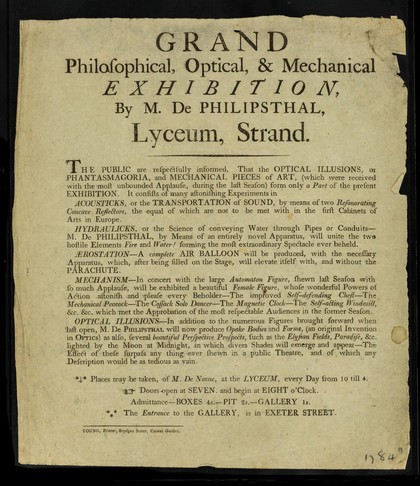 GRAND
Philoſophical, Optical, & Mechanical
EXHIBITION,
By M. De PHILIPSTHAL,
Lyceum, Strand.
THE PUBLIC are reſpectfully informed, That the OPTICAL ILLUSIONS, or
PHANTASMAGORIA, and MECHANICAL PIECES of ART, (which were received
with the moſt unbounded Applauſe, during the laſt Seaſon) form only a Part of the preſent
EXHIBITION. It conſiſts of many aſtoniſhing Experiments in
ACOUSTICKS, or the TRANSPORTATION of SOUND, by means of two Reſonorating
Concave Reflectors, the equal of which are not to be met with in the firſt Cabinets of
Arts in Europe.
HYDRAULICKS, or the Science of conveying Water through Pipes or Conduits—
M. De PHILIPSTHAL, by Means of an entirely novel Apparatus, will unite the two
hoſtile Elements Fire and Water! forming the moſt extraordinary Spectacle ever beheld.
ÆROSTATION—A complete AIR BALLOON will be produced, with the neceſſary
Apparatus, which, after being filled on the Stage, will elevate itſelf with, and without the
PARACHUTE.
MECHANISM—In concert with the large Automaton Figure, ſhewn laſt Seaſon with
ſo much Applauſe, will be exhibited a beautiful Female Figure, whoſe wonderful Powers of
Action aſtoniſh and pleaſe every Beholder—The improved Self-defending Cheſt—The
Mechanical Peacock—The Coſſack Solo Dancer—The Magnetic Clock—The Self-acting Windmill,
&c. &c. which met the Approbation of the moſt reſpectable Audiences in the former Seaſon.
OPTICAL ILLUSIONS—In addition to the numerous Figures brought forward when
laſt open, M. De PHILIPSTHAL will now produce Opake Bodies and Forms, (an original Invention
in OPTICS) as alſo, ſeveral beautiful Perſpective Proſpects, ſuch as the Elyſian Fields, Paradiſe, &c.
lighted by the Moon at Midnight, in which divers Shades will emerge and appear—The
Effect of theſe ſurpaſs any thing ever ſhewn in a public Theatre, and of which any
Deſcription would be as tedious as vain.
Places may be taken, of M. De Nonne, at the LYCEUM, every Day from 10 till 4.
Doors open at SEVEN, and begin at EIGHT o'Clock.
Admittance—BOXES 4s.—PIT 2s.—GALLERY 1s.
The Entrance to the GALLERY, is in EXETER STREET.
Printer, Brydges Street, Covent Garden.
1784